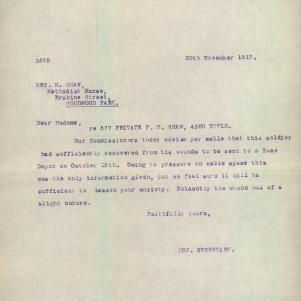 3368 20th November 1917.
MRS. K. SHAW,
Methodist Manse,
Erskine Street,
GOODWOOD PARK.
Dear Madame,
re 377 PRIVATE F. H. SHAW, 43RD BTTLN.
Our Commissioners today advise per cable that this soldier
had sufficiently recovered from his wounds to be sent to a Base
Depot on October 15th. Owing to pressure on cable space this
was the only information given, but we feel sure it will be
sufficient to lessen your anxiety. Evidently the wound was of a
slight nature.
Faithfully yours,
HON. SECRETARY.